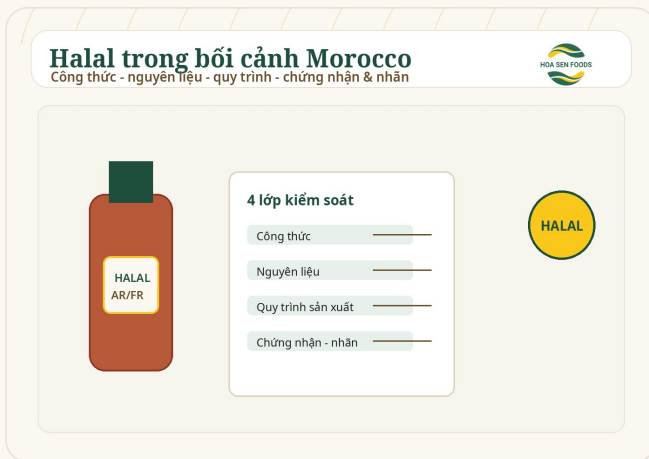 Halal trong bối cảnh Morocco
Công thức - nguyên liệu - quy trình - chứng nhận & nhãn
HOA SEN FOODS
4 lớp kiểm soát
Công thức
Nguyên liệu
Quy trình sản xuất
Chứng nhận - nhãn
HALAL
AR/FR
HALAL